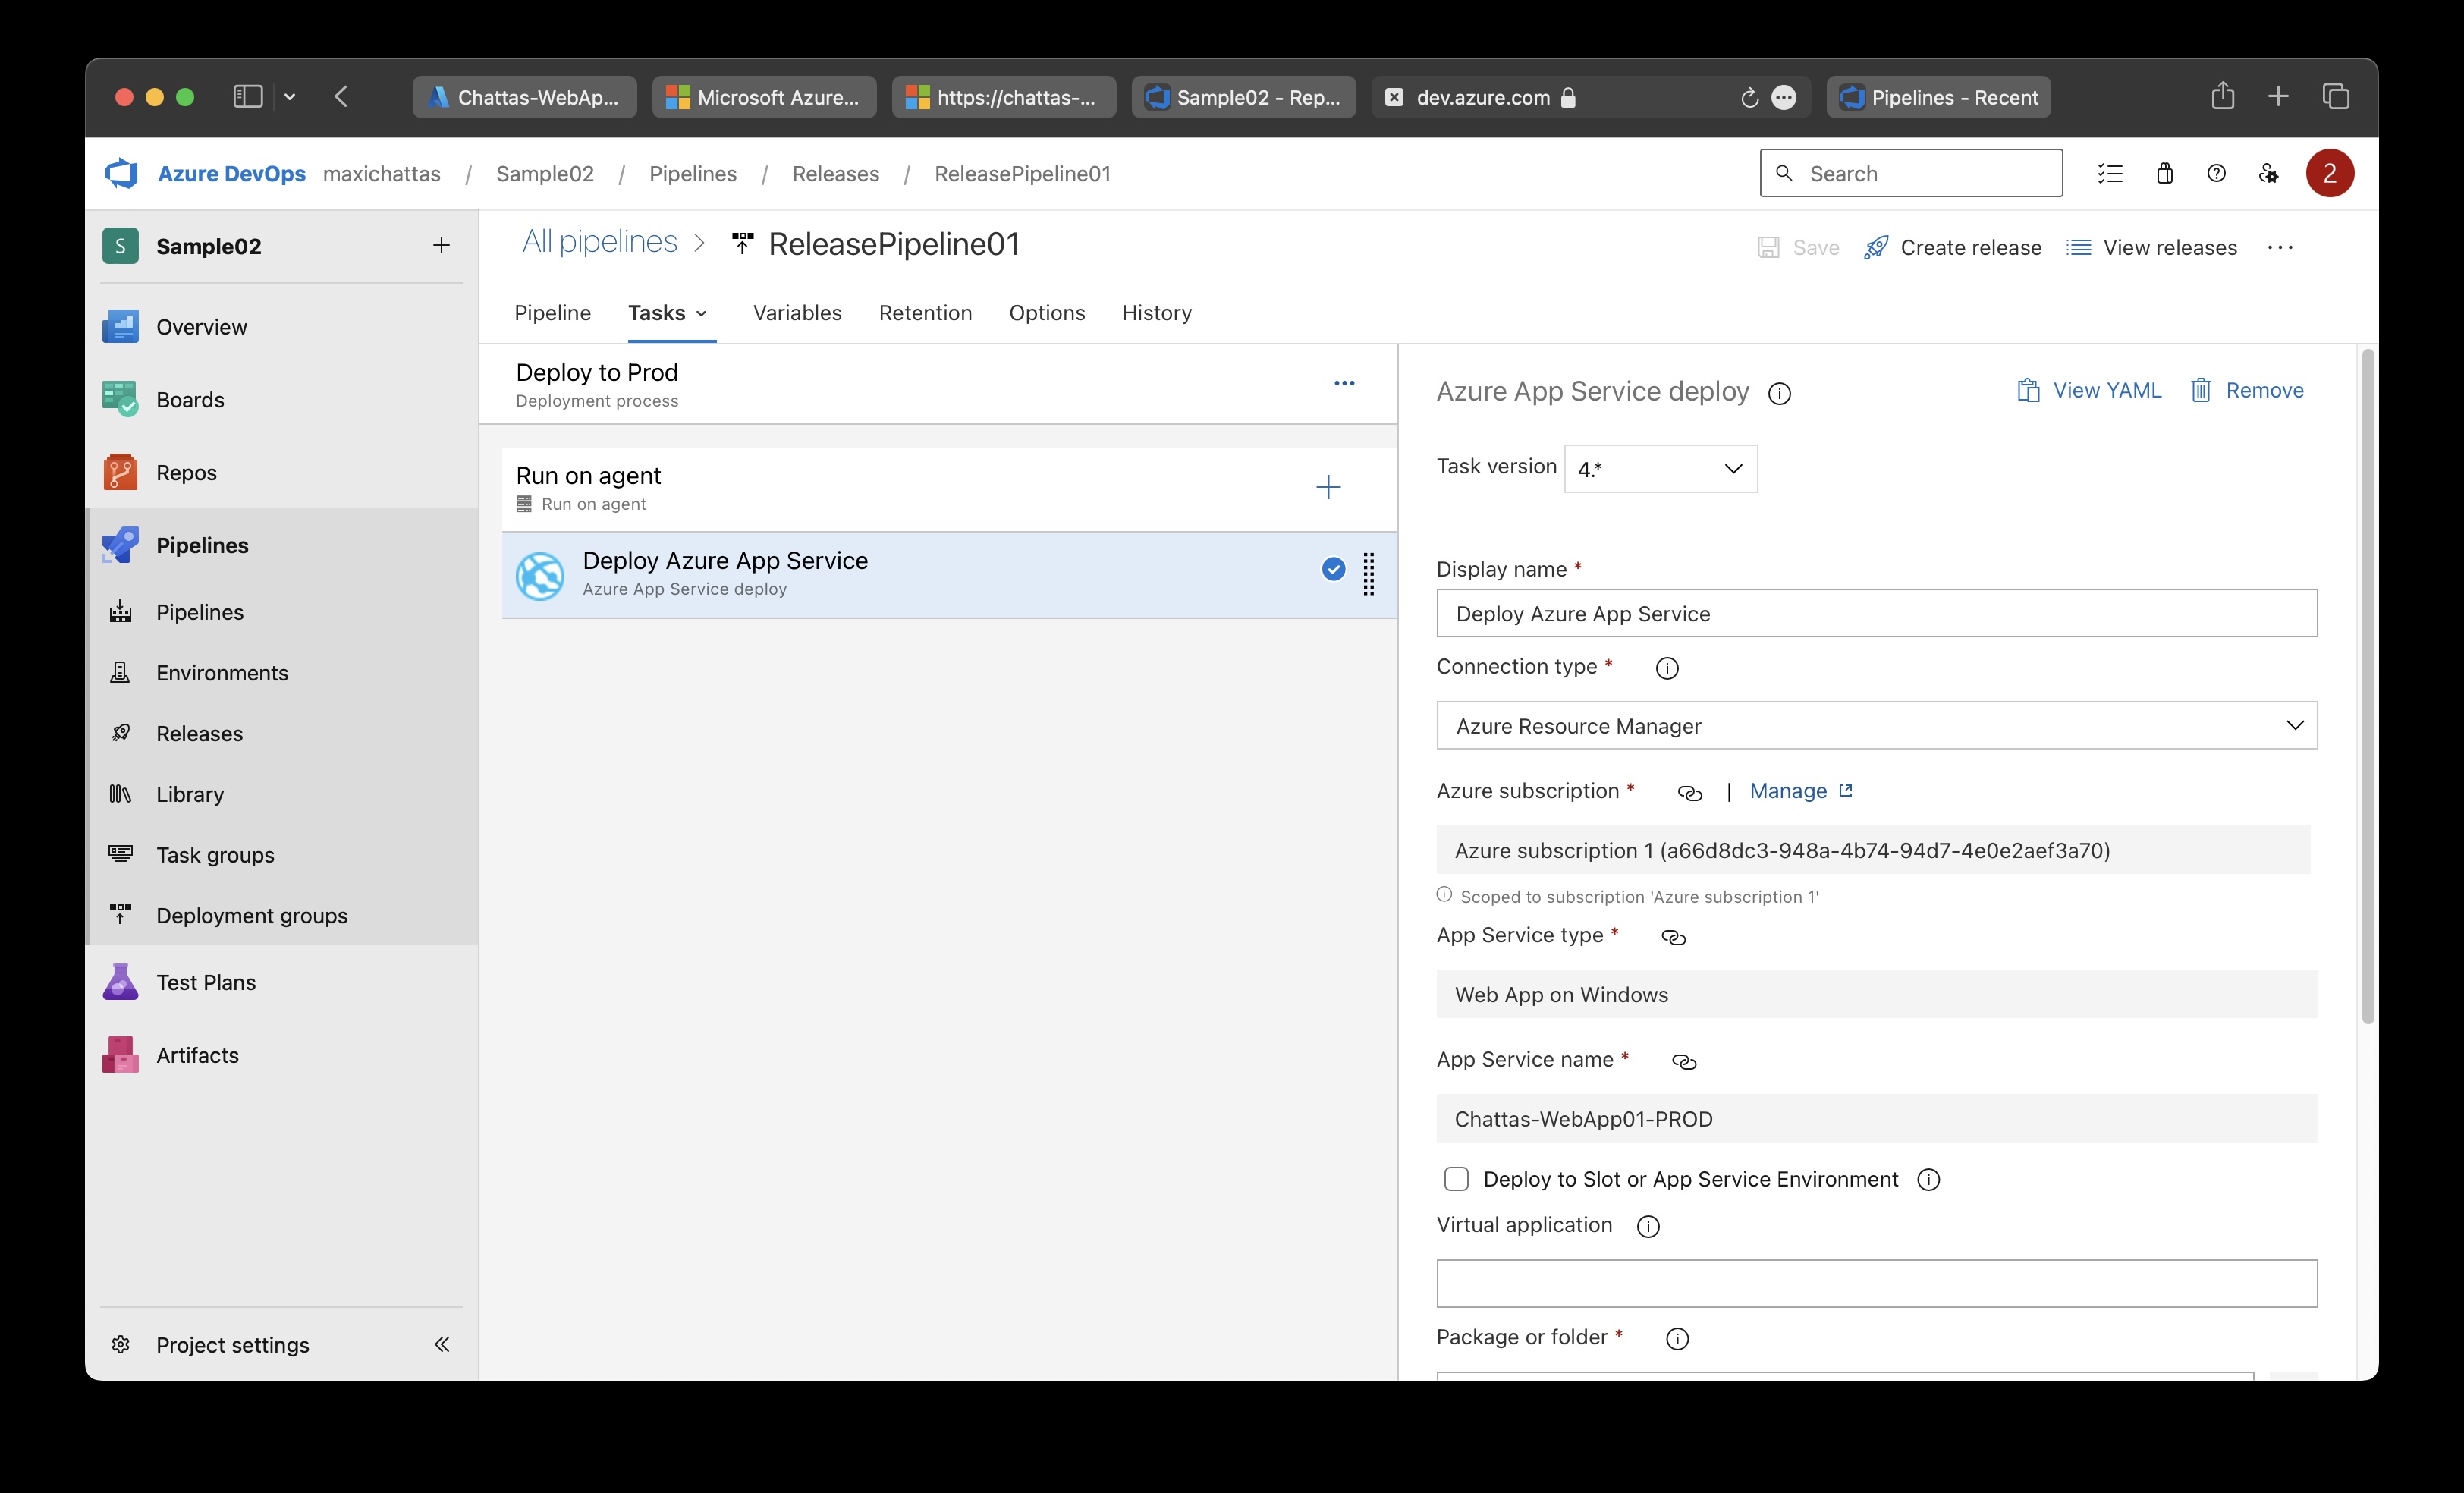 Chattas-WebAp...
Microsoft Azure...
https://chattas-...
Sample02 - Rep...
dev.azure.com
Pipelines - Recent
Azure DevOps maxichattas / Sample02 / Pipelines / Releases / ReleasePipeline01
Search
2
S Sample02
Overview
Boards
Repos
Pipelines
Pipelines
Environments
Releases
Library
Task groups
Deployment groups
Test Plans
Artifacts
Project settings
All pipelines > ReleasePipeline01
Save Create release View releases
Pipeline Tasks Variables Retention Options History
Deploy to Prod
Deployment process
Run on agent
Run on agent
Deploy Azure App Service
Azure App Service deploy
Azure App Service deploy
View YAML Remove
Task version 4.*
Display name *
Deploy Azure App Service
Connection type *
Azure Resource Manager
Azure subscription * | Manage
Azure subscription 1 (a66d8dc3-948a-4b74-94d7-4e0e2aef3a70)
Scoped to subscription 'Azure subscription 1'
App Service type *
Web App on Windows
App Service name *
Chattas-WebApp01-PROD
Deploy to Slot or App Service Environment
Virtual application
Package or folder *